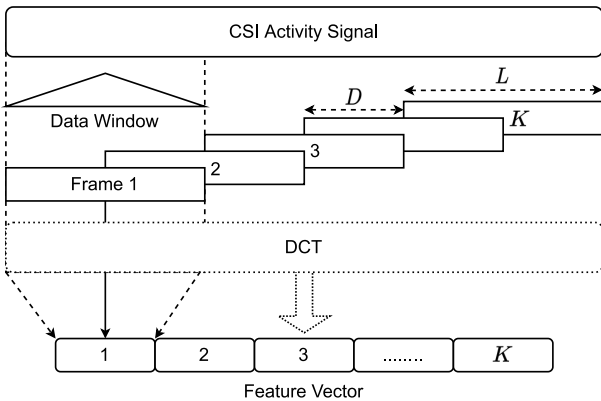 CSI Activity Signal
L
D
Data Window
K
3
2
Frame 1
DCT
1 2 3 ........ K
Feature Vector